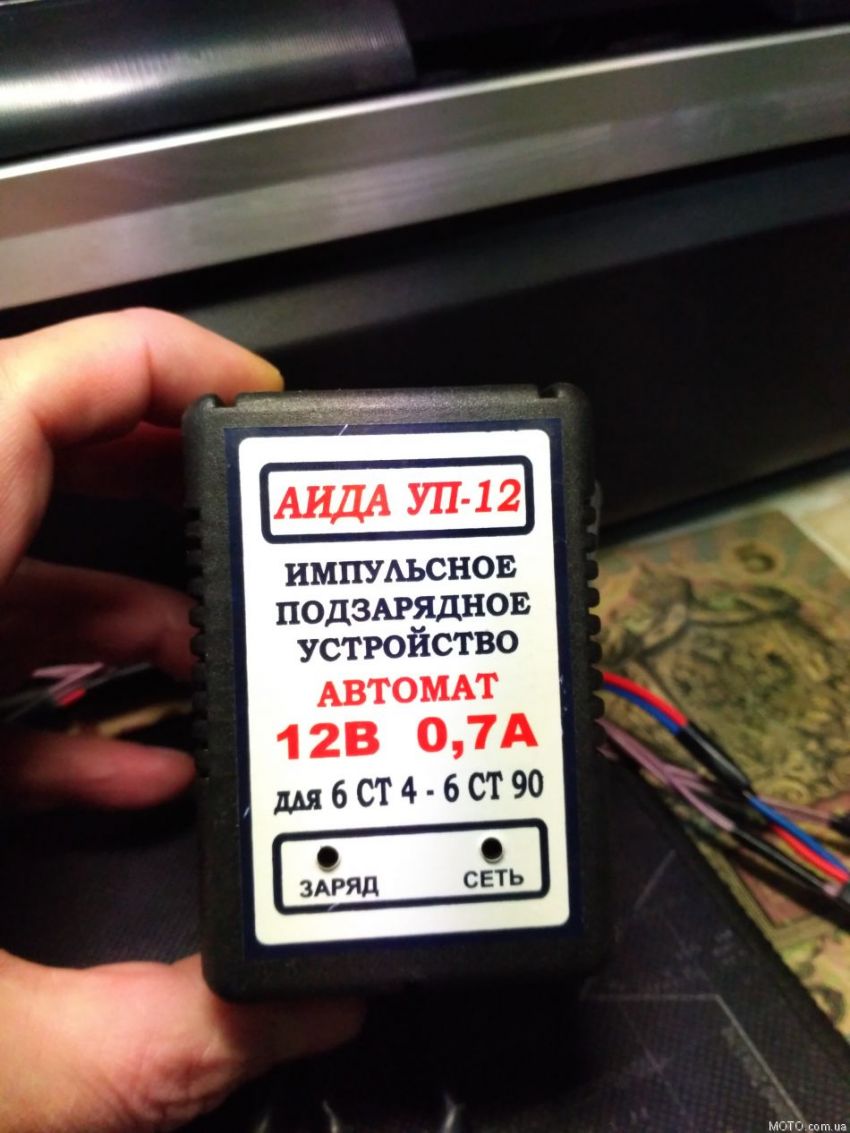 АИДА УП-12
ИМПУЛЬСНОЕ
ПОДЗАРЯДНОЕ
УСТРОЙСТВО
АВТОМАТ
12В 0,7А
для 6 СТ 4 - 6 СТ 90
ЗАРЯД СЕТЬ
MOTO.com.ua